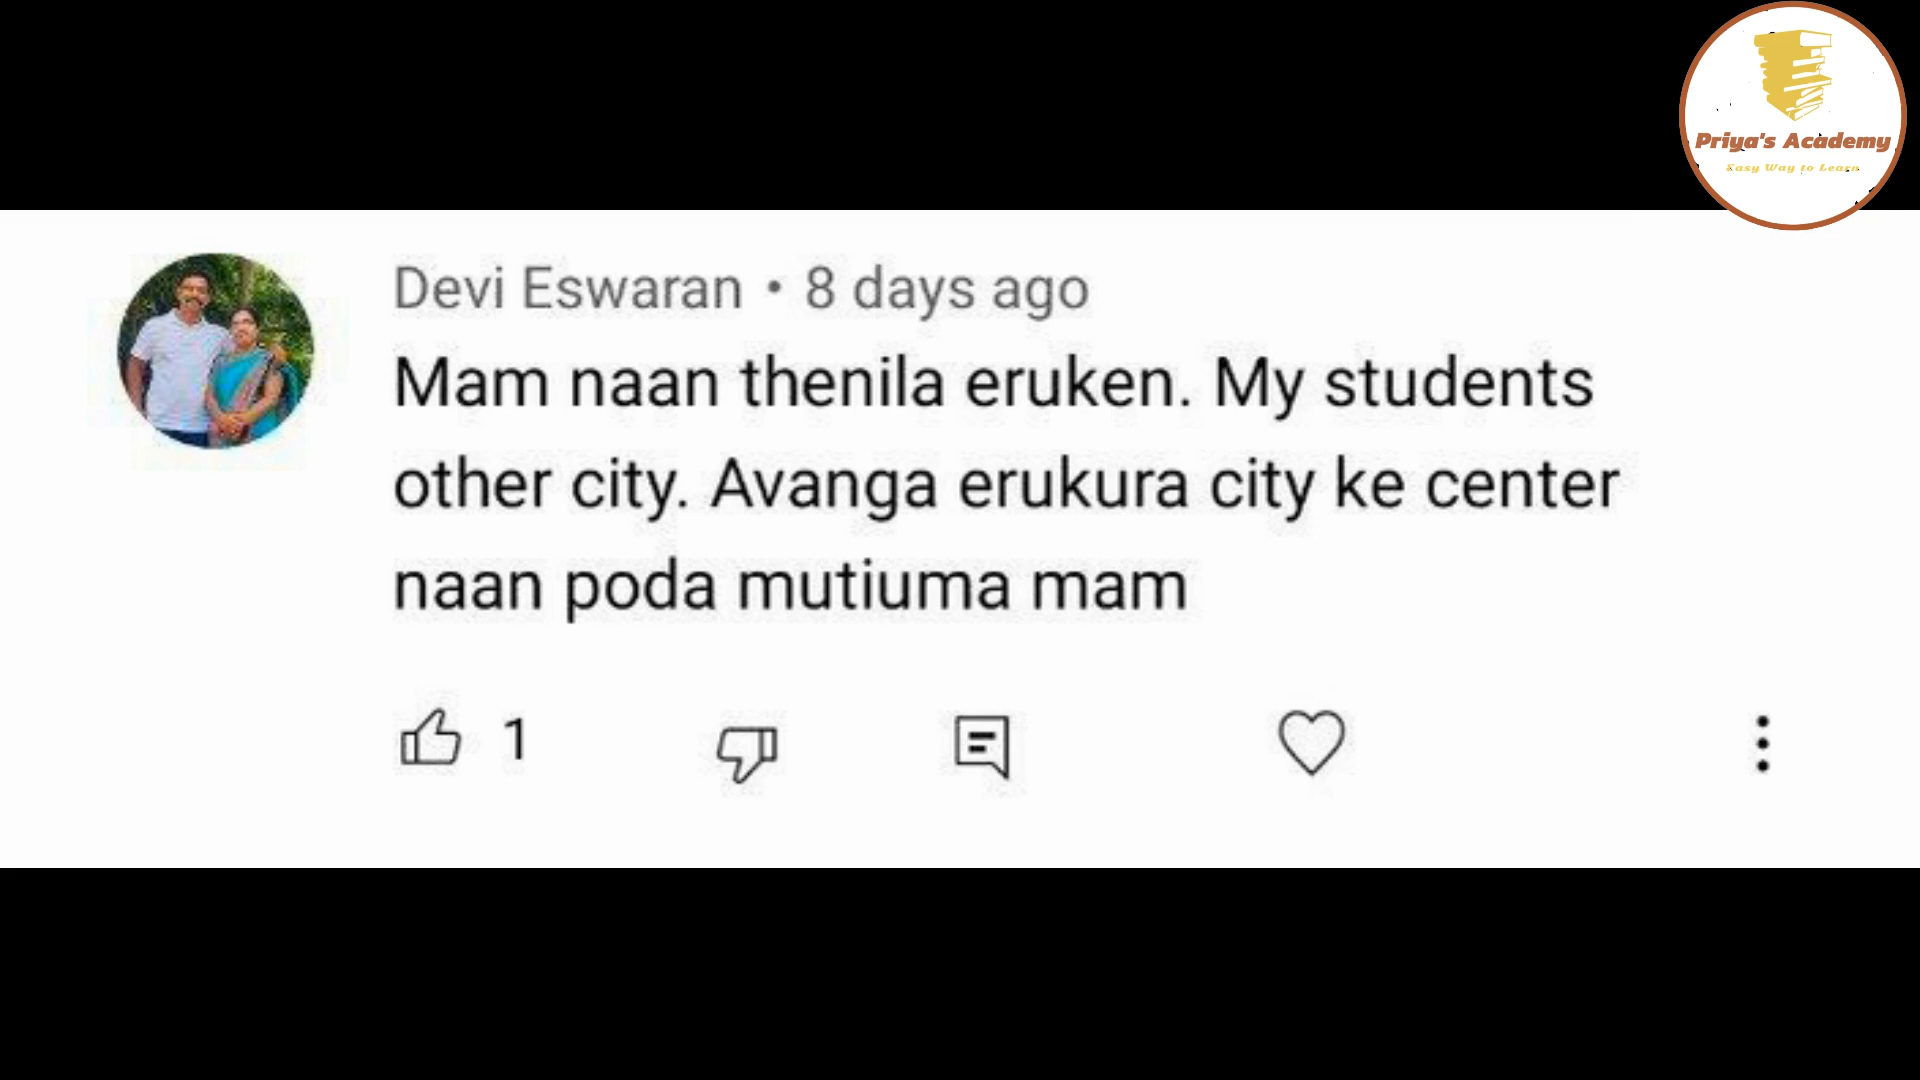 Priya's Academy
Easy Way to Learn
Devi Eswaran • 8 days ago
Mam naan thenila eruken. My students
other city. Avanga erukura city ke center
naan poda mutiuma mam
1